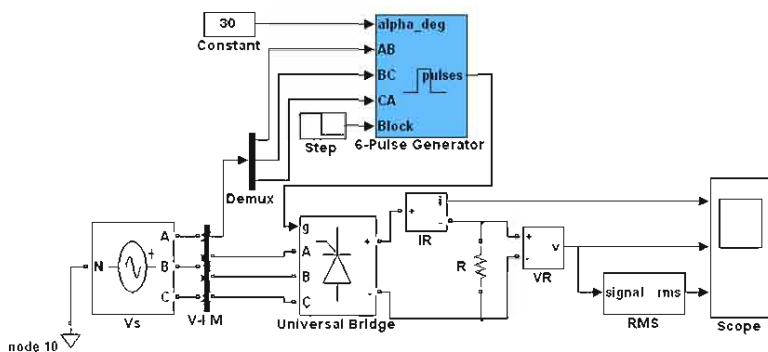 30
Constant
alpha_deg
AB
BC
CA
Block
pulses
6-Pulse Generator
Step
Demux
N
A
B
C
+
Vs
V-I M
node 10
g
A
B
C
+
-
Universal Bridge
+
i
-
IR
R
+
-
v
VR
signal rms
RMS
Scope